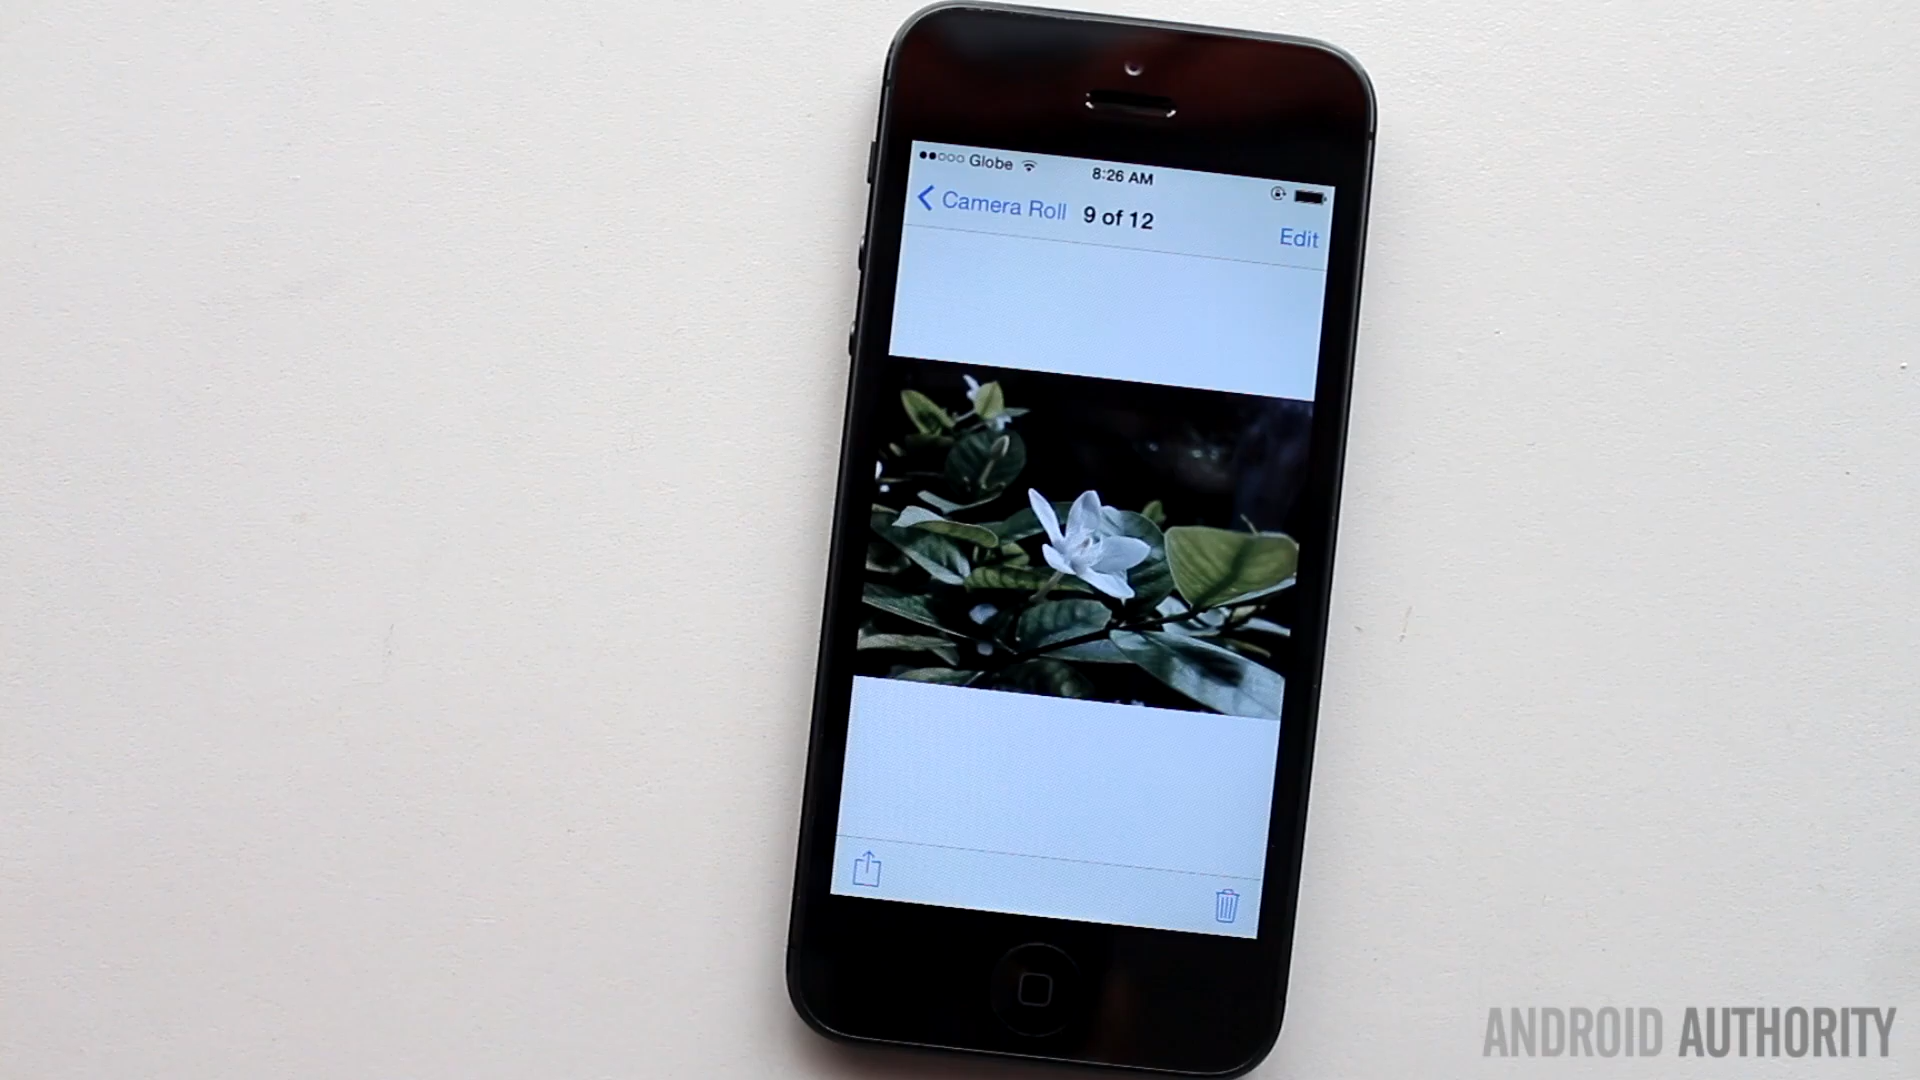 Globe
8:26 AM
Camera Roll
9 of 12
Edit
ANDROID AUTHORITY